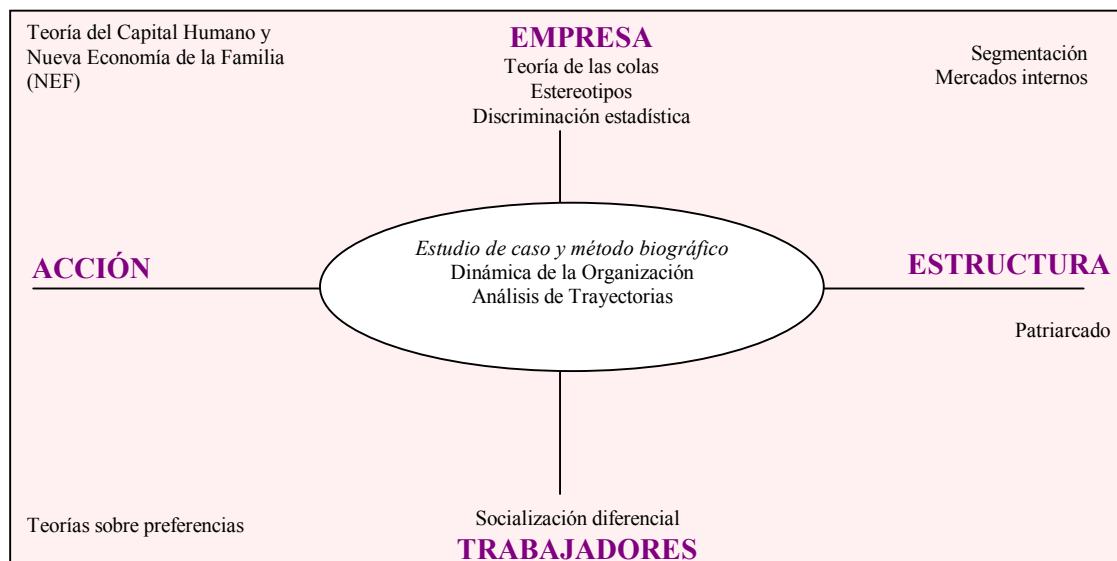 Teoría del Capital Humano y
Nueva Economía de la Familia
(NEF)
EMPRESA
Teoría de las colas
Estereotipos
Discriminación estadística
Segmentación
Mercados internos
Estudio de caso y método biográfico
Dinámica de la Organización
Análisis de Trayectorias
ACCIÓN
ESTRUCTURA
Patriarcado
Teorías sobre preferencias
Socialización diferencial
TRABAJADORES